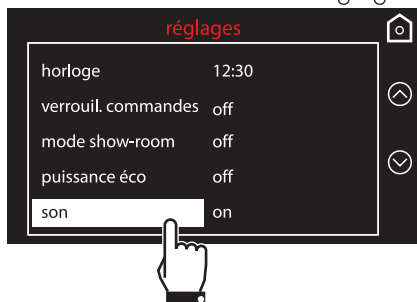 réglages
horloge 12:30
verrouil. commandes off
mode show-room off
puissance éco off
son on